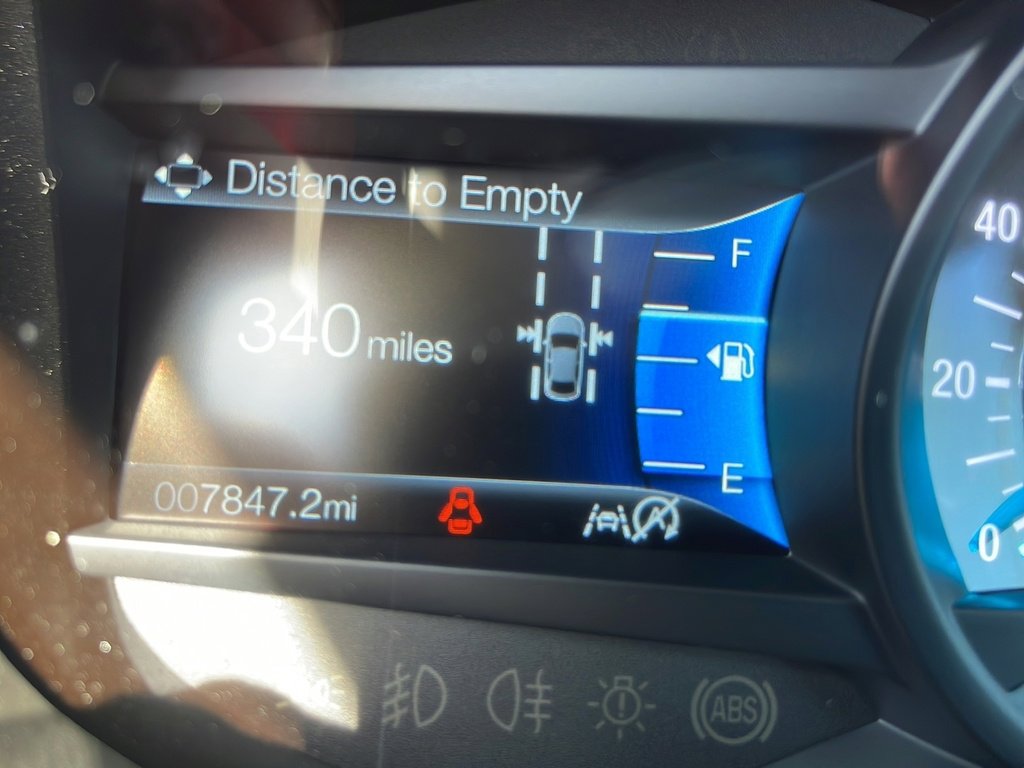 Distance to Empty
F
340 miles
E
007847.2mi
40
20
0
ABS